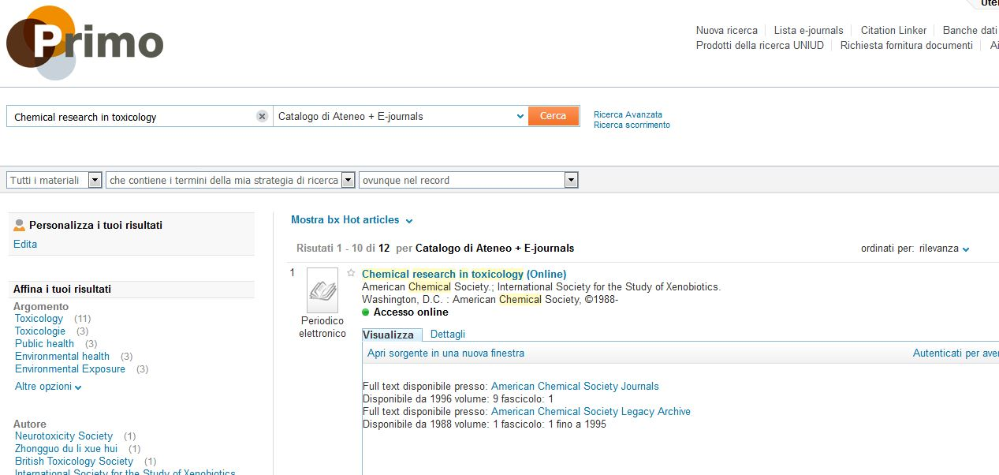 Uter
Primo
Nuova ricerca Lista e-journals Citation Linker Banche dati
Prodotti della ricerca UNIUD Richiesta fornitura documenti
Chemical research in toxicology Catalogo di Ateneo + E-journals Cerca Ricerca Avanzata
Ricerca scorrimento
Tutti i materiali che contiene i termini della mia strategia di ricerca ovunque nel record
Personalizza i tuoi risultati
Edita
Affina i tuoi risultati
Argomento
Toxicology (11)
Toxicologie (3)
Public health (3)
Environmental health (3)
Environmental Exposure (3)
Altre opzioni
Autore
Neurotoxicity Society (1)
Zhongguo du li xue hui (1)
British Toxicology Society (1)
International Society for the Study of Xenobiotics
Mostra bx Hot articles
Risutati 1 - 10 di 12 per Catalogo di Ateneo + E-journals ordinati per: rilevanza
1
Periodico
elettronico
Chemical research in toxicology (Online)
American Chemical Society.; International Society for the Study of Xenobiotics.
Washington, D.C. : American Chemical Society, ©1988-
Accesso online
Visualizza Dettagli
Apri sorgente in una nuova finestra Autenticati per aver
Full text disponibile presso: American Chemical Society Journals
Disponibile da 1996 volume: 9 fascicolo: 1
Full text disponibile presso: American Chemical Society Legacy Archive
Disponibile da 1988 volume: 1 fascicolo: 1 fino a 1995